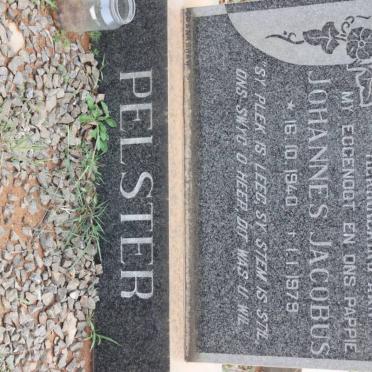 MY EGGENOOT EN ONS PAPPIE
JOHANNES JACOBUS
* 16.10.1940 † 1.1.1979
"SY PLEK IS LEEG, SY STEM IS STIL,
ONS SWYG O HEER DIT WAS U WIL."
PELSTER